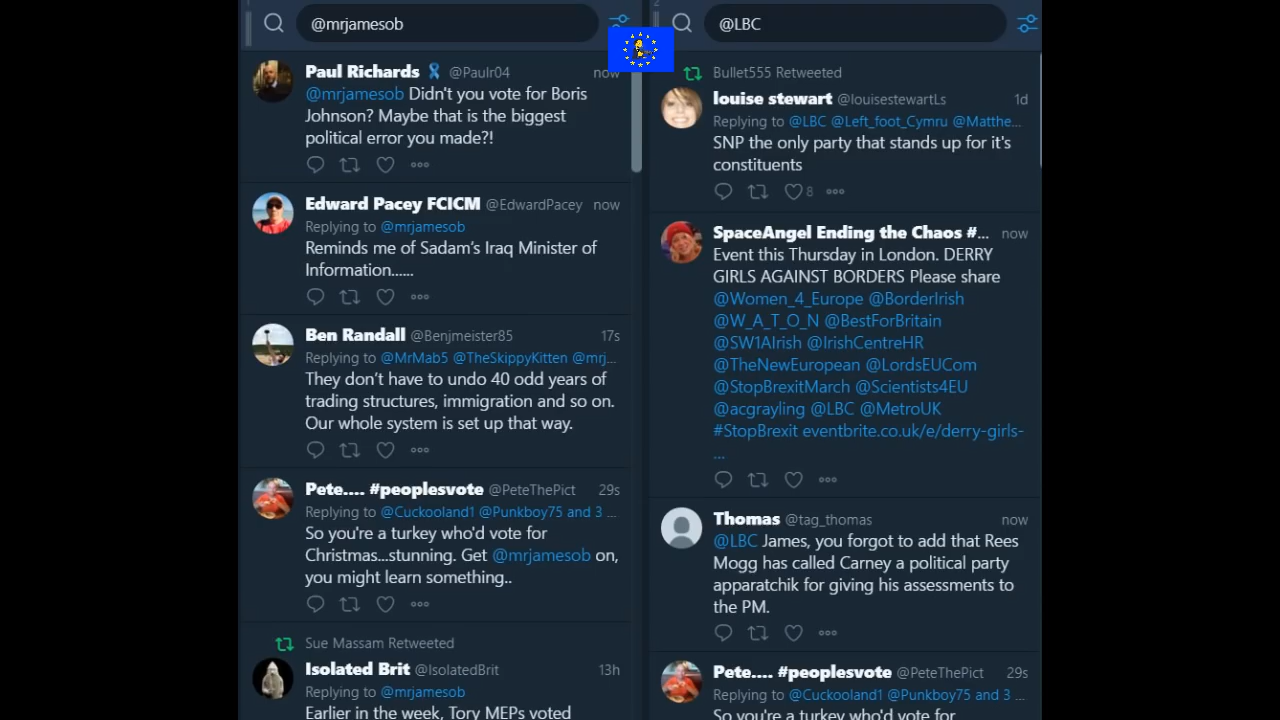 @mrjamesob
Paul Richards @Paulr04 now
@mrjamesob Didn't you vote for Boris
Johnson? Maybe that is the biggest
political error you made?!
Edward Pacey FCICM @EdwardPacey now
Replying to @mrjamesob
Reminds me of Sadam's Iraq Minister of
Information......
Ben Randall @Benjmeister85 17s
Replying to @MrMab5 @TheSkippyKitten @mrj...
They don't have to undo 40 odd years of
trading structures, immigration and so on.
Our whole system is set up that way.
Pete.... #peoplesvote @PeteThePict 29s
Replying to @Cuckooland1 @Punkboy75 and 3 ...
So you're a turkey who'd vote for
Christmas...stunning. Get @mrjamesob on,
you might learn something..
Sue Massam Retweeted
Isolated Brit @IsolatedBrit 13h
Replying to @mrjamesob
Earlier in the week, Tory MEPs voted
2
@LBC
Bullet555 Retweeted
louise stewart @louisestewartLs 1d
Replying to @LBC @Left_foot_Cymru @Matthe...
SNP the only party that stands up for it's
constituents
8
SpaceAngel Ending the Chaos #... now
Event this Thursday in London. DERRY
GIRLS AGAINST BORDERS Please share
@Women_4_Europe @BorderIrish
@W_A_T_O_N @BestForBritain
@SW1AIrish @IrishCentreHR
@TheNewEuropean @LordsEUCom
@StopBrexitMarch @Scientists4EU
@acgrayling @LBC @MetroUK
#StopBrexit eventbrite.co.uk/e/derry-girls-
...
Thomas @tag_thomas now
@LBC James, you forgot to add that Rees
Mogg has called Carney a political party
apparatchik for giving his assessments to
the PM.
Pete.... #peoplesvote @PeteThePict 29s
Replying to @Cuckooland1 @Punkboy75 and 3 ...
So you're a turkey who'd vote for